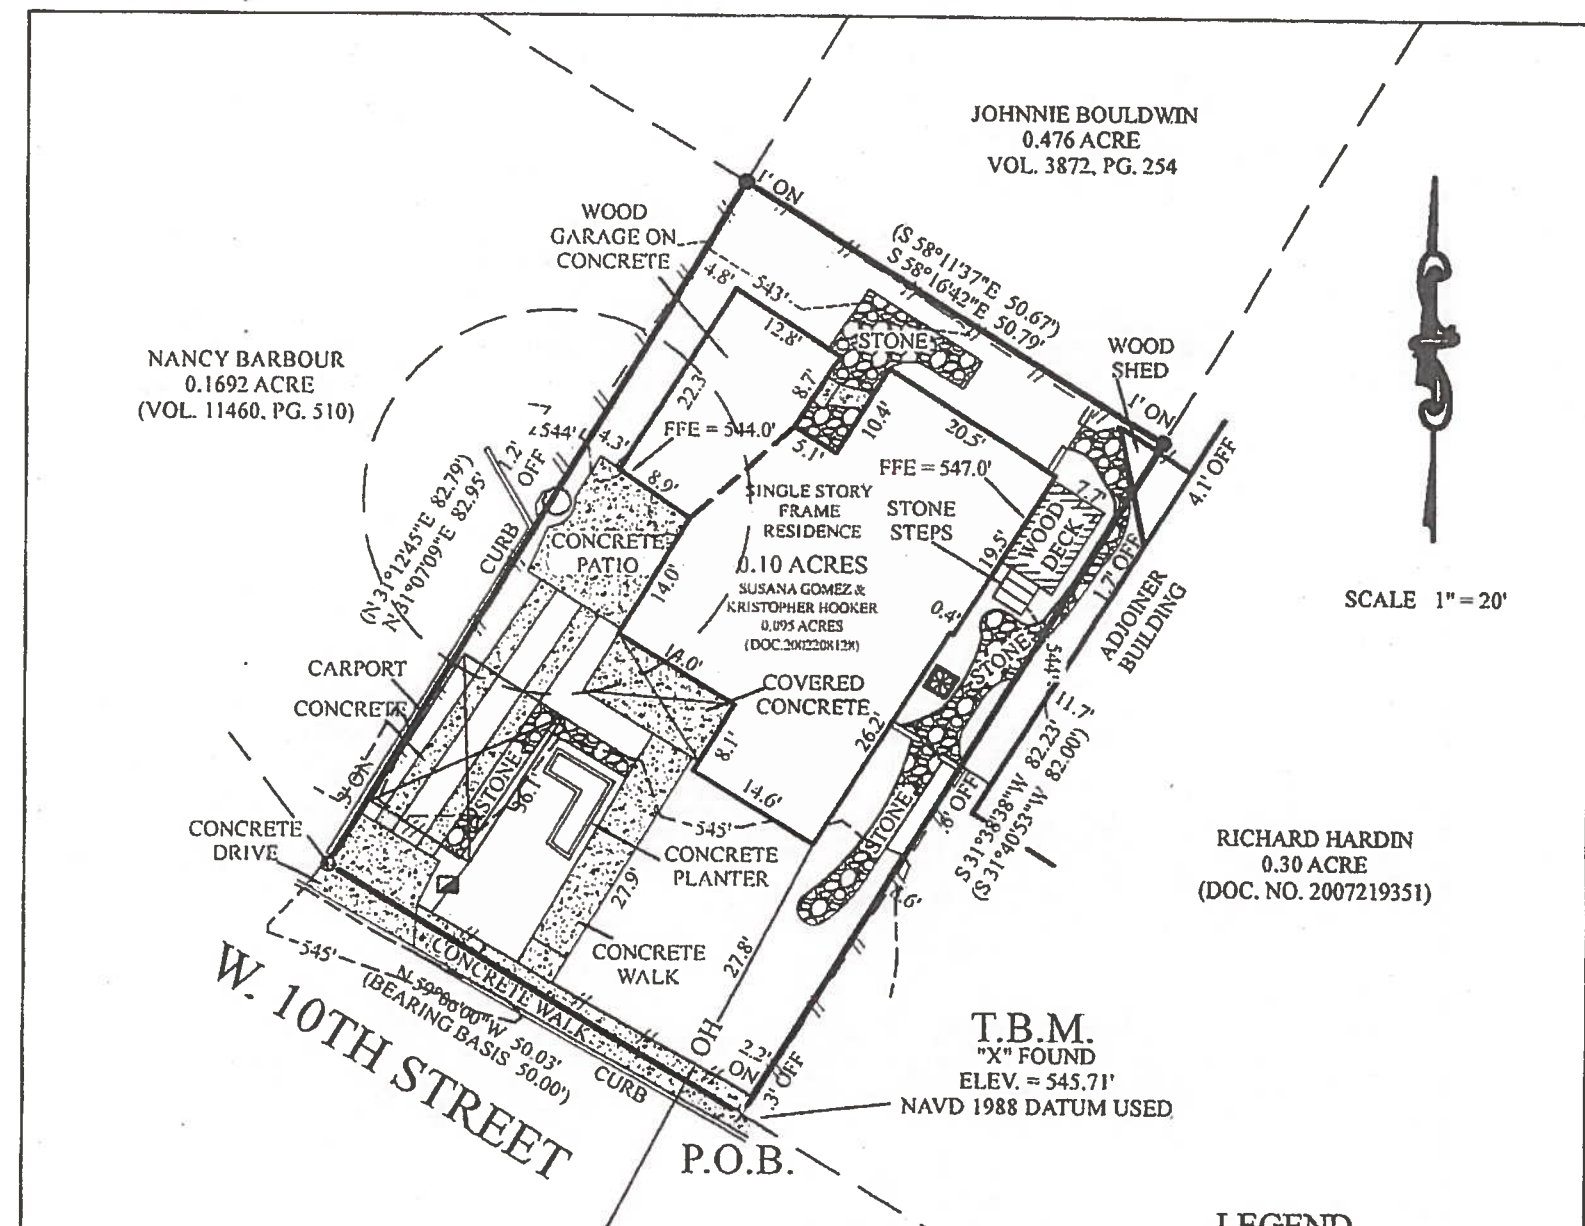 JOHNNIE BOULDWIN
0.476 ACRE
VOL. 3872, PG. 254
1' ON
WOOD
GARAGE ON
CONCRETE
(S 58°11'37"E 50.67')
S 58°16'42"E 50.79'
4.8'
543'
12.8'
STONE
WOOD
SHED
1' ON
NANCY BARBOUR
0.1692 ACRE
(VOL. 11460, PG. 510)
22.3'
8.7'
10.4'
5.1'
20.5'
4.1' OFF
544'
4.3'
1.2'
OFF
FFE = 544.0'
FFE = 547.0'
8.9'
7.7'
SINGLE STORY
FRAME
RESIDENCE
STONE
STEPS
WOOD
DECK
19.5'
(N 31°12'45"E 82.79')
N 31°07'09"E 82.95'
CURB
CONCRETE
PATIO
14.0'
0.10 ACRES
SUSANA GOMEZ &
KRISTOPHER HOOKER
0.095 ACRES
0.4'
1.7' OFF
ADJOINER
BUILDING
SCALE 1" = 20'
14.0'
STONE
544'
CARPORT
CONCRETE
COVERED
CONCRETE
26.2'
11.7'
8.1'
14.6'
STONE
36.1'
STONE
S 31°38'38"W 82.23'
(S 31°40'53"W 82.00')
CONCRETE
DRIVE
545'
CONCRETE
PLANTER
27.9'
RICHARD HARDIN
0.30 ACRE
(DOC. NO. 2007219351)
545'
CONCRETE WALK
CONCRETE
WALK
27.8'
N 59°00'00"W 50.03'
(BEARING BASIS 50.00')
W. 10TH STREET
CURB
OH
2.2'
ON
.3' OFF
T.B.M.
"X" FOUND
ELEV. = 545.71'
NAVD 1988 DATUM USED
P.O.B.
LEGEND